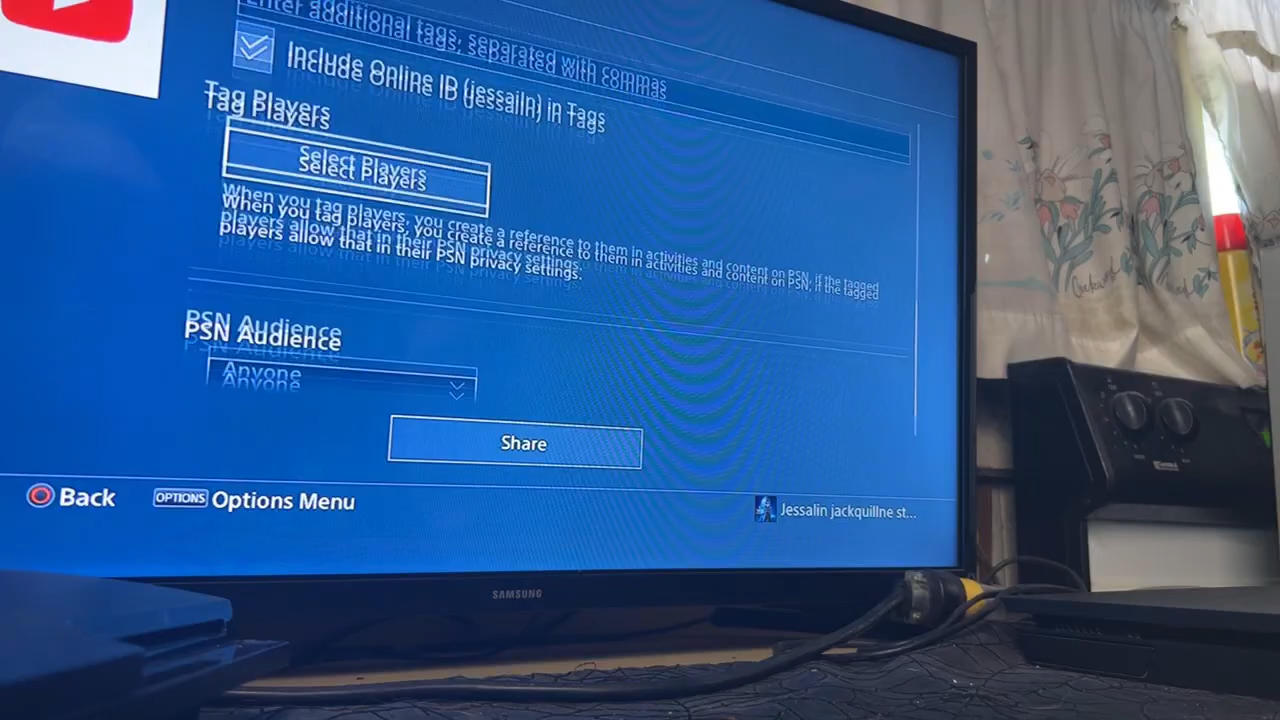 Enter additional tags, separated with commas
Include Online ID (jessailn) in Tags
Tag Players
Select Players
When you tag players, you create a reference to them in activities and content on PSN, if the tagged
players allow that in their PSN privacy settings.
PSN Audience
Anyone
Share
Back
OPTIONS Options Menu
Jessalin jackquillne st...
SAMSUNG